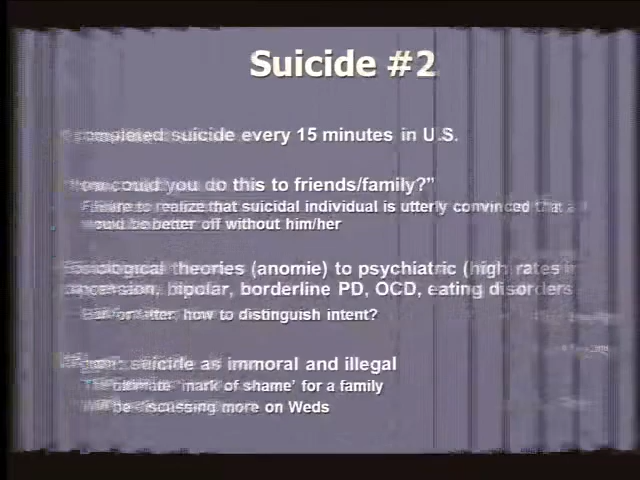 Suicide #2
completed suicide every 15 minutes in U.S.
"How could you do this to friends/family?"
Failure to realize that suicidal individual is utterly convinced that
would be better off without him/her
Sociological theories (anomie) to psychiatric (high rates in
depression, bipolar, borderline PD, OCD, eating disorders
But for latter, how to distinguish intent?
suicide as immoral and illegal
The ultimate 'mark of shame' for a family
Will be discussing more on Weds